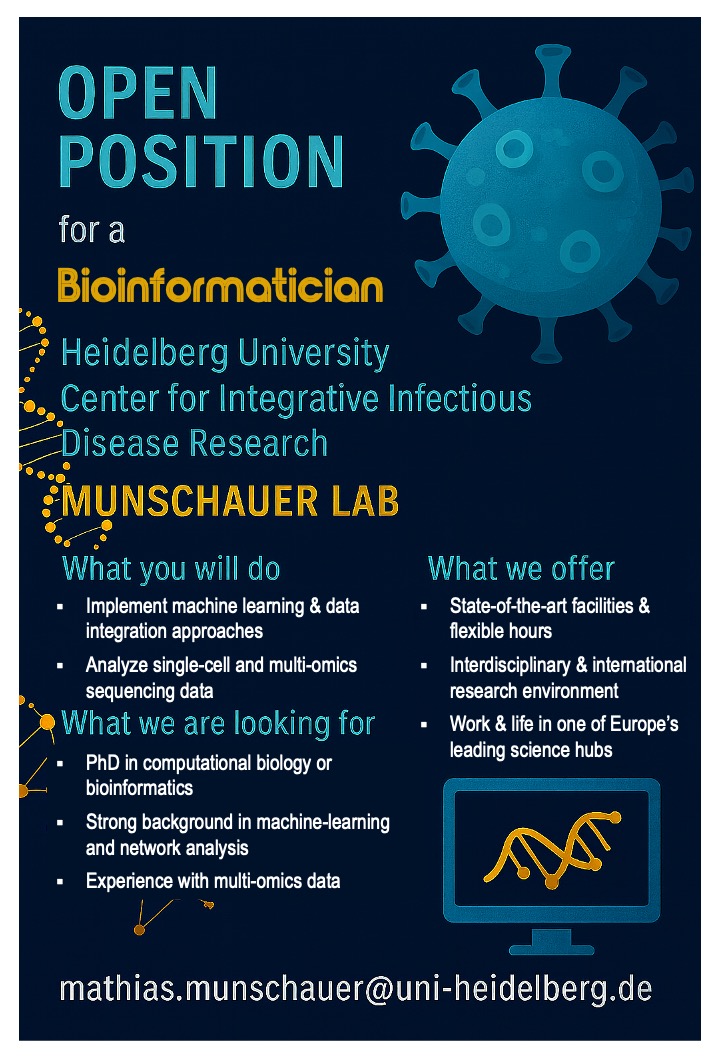 OPEN
POSITION
for a
Bioinformatician
Heidelberg University
Center for Integrative Infectious
Disease Research
MUNSCHAUER LAB
What you will do
▪ Implement machine learning & data
integration approaches
▪ Analyze single-cell and multi-omics
sequencing data
What we are looking for
▪ PhD in computational biology or
bioinformatics
▪ Strong background in machine-learning
and network analysis
▪ Experience with multi-omics data
What we offer
▪ State-of-the-art facilities &
flexible hours
▪ Interdisciplinary & international
research environment
▪ Work & life in one of Europe's
leading science hubs
mathias.munschauer@uni-heidelberg.de